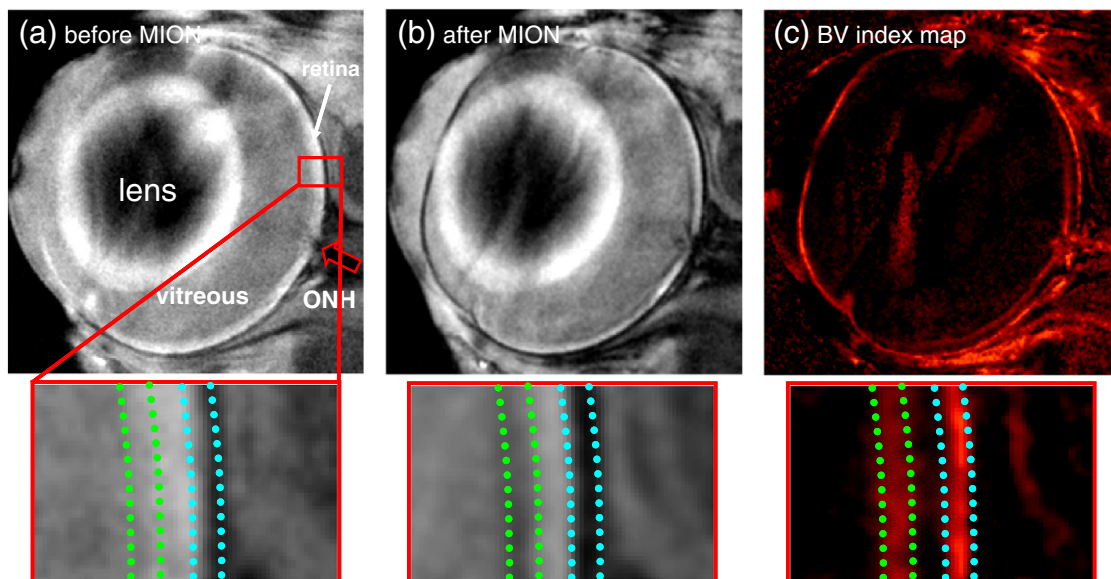 (a) before MION
(b) after MION
(c) BV index map
retina
lens
vitreous
ONH